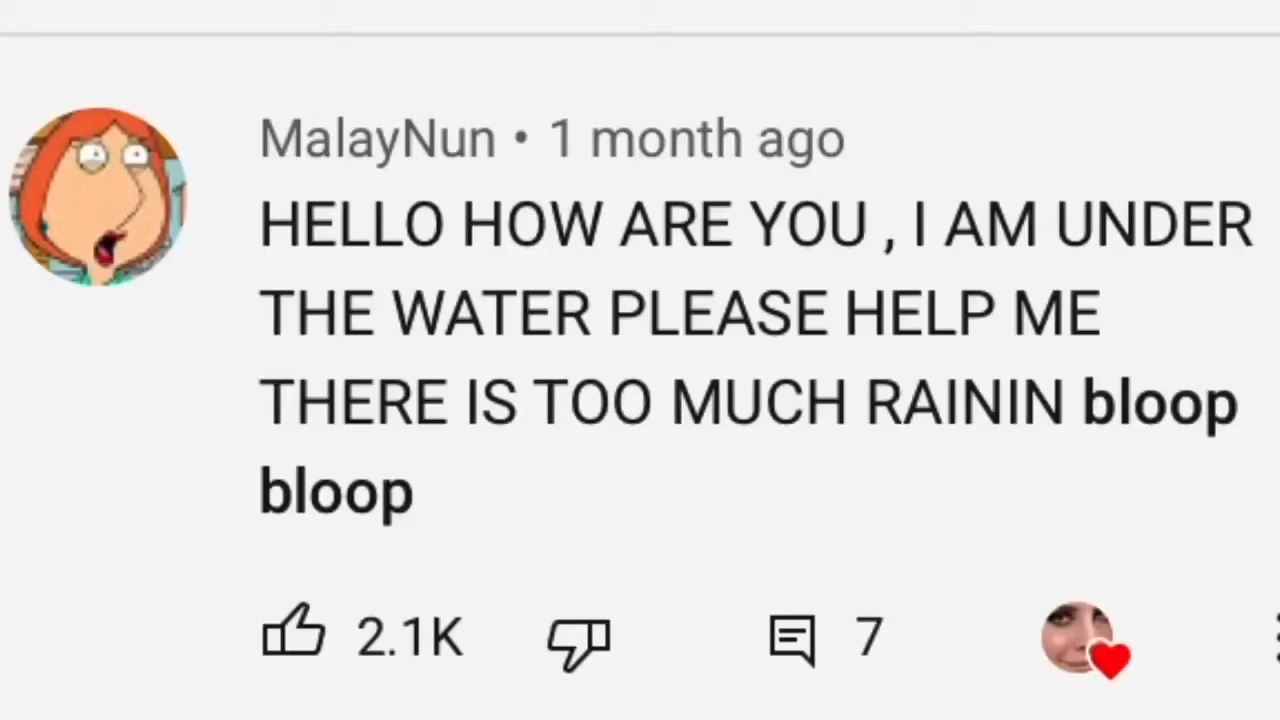 MalayNun • 1 month ago
HELLO HOW ARE YOU , I AM UNDER
THE WATER PLEASE HELP ME
THERE IS TOO MUCH RAININ bloop
bloop
2.1K 7